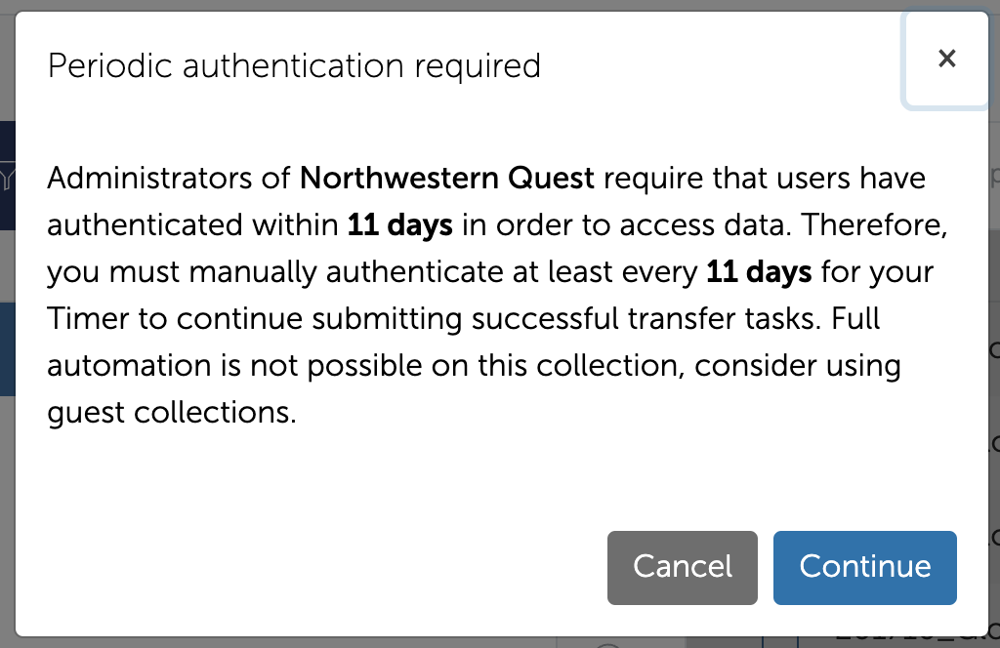 Periodic authentication required
×
Administrators of Northwestern Quest require that users have
authenticated within 11 days in order to access data. Therefore,
you must manually authenticate at least every 11 days for your
Timer to continue submitting successful transfer tasks. Full
automation is not possible on this collection, consider using
guest collections.
Cancel
Continue